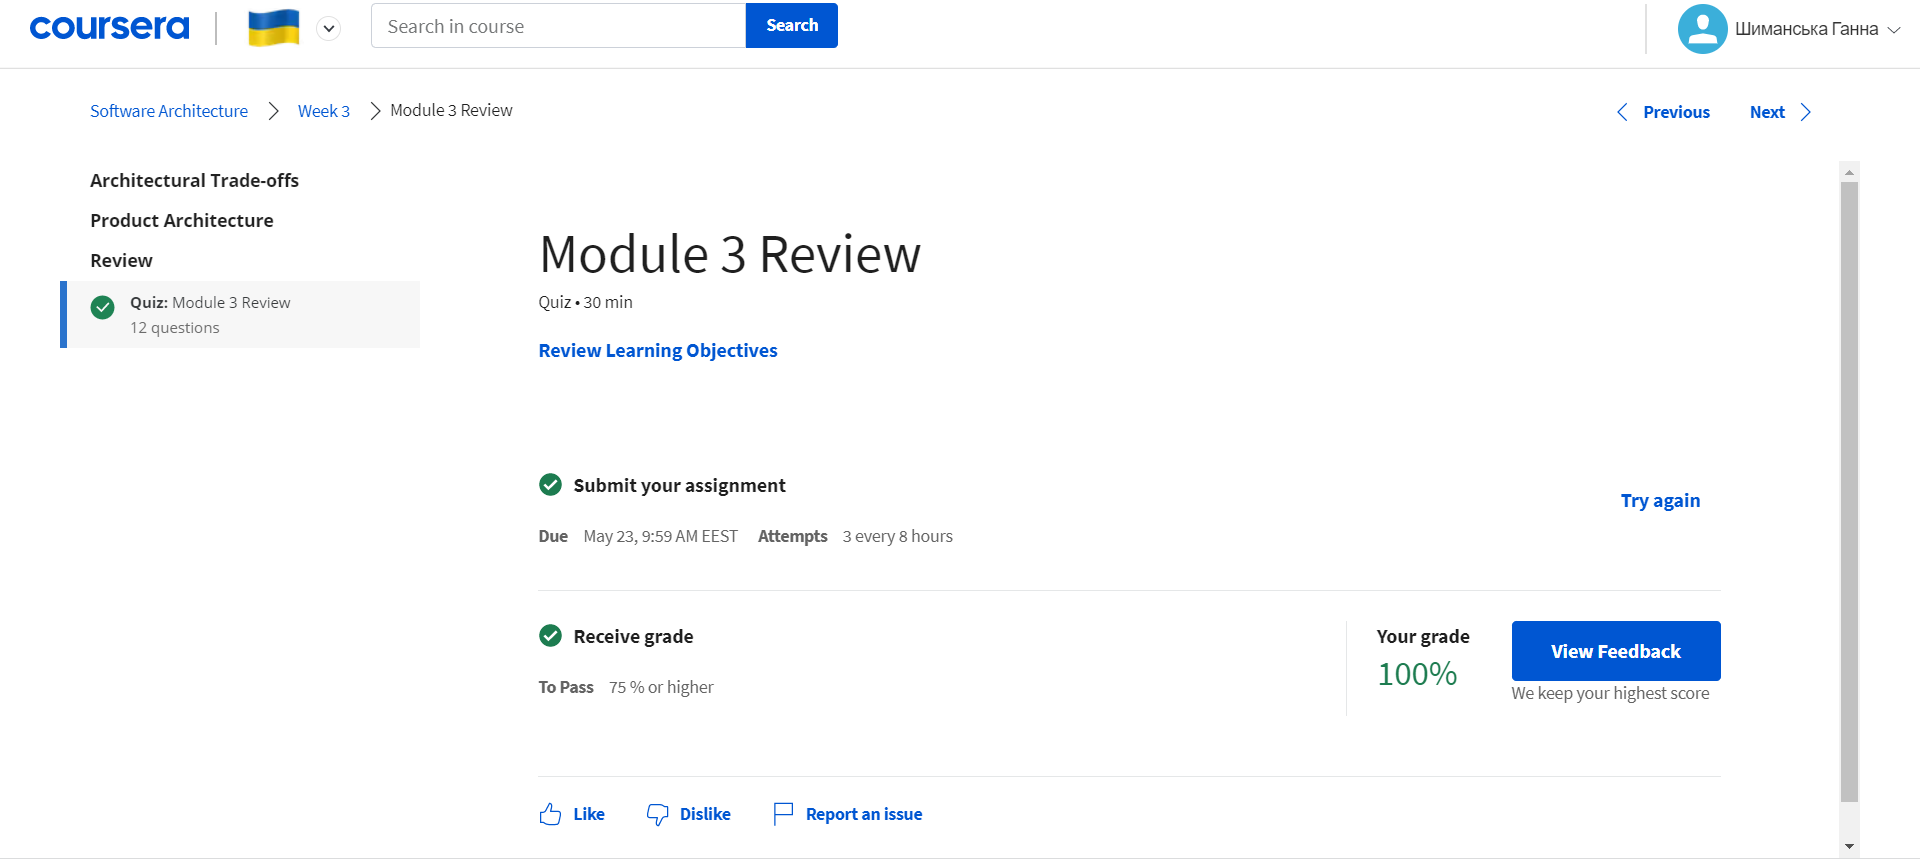 coursera
Search in course
Search
Шиманська Ганна
Software Architecture
Week 3
Module 3 Review
Previous
Next
Architectural Trade-offs
Product Architecture
Review
Quiz: Module 3 Review
12 questions
Module 3 Review
Quiz • 30 min
Review Learning Objectives
Submit your assignment
Try again
Due May 23, 9:59 AM EEST Attempts 3 every 8 hours
Receive grade
To Pass 75 % or higher
Your grade
100%
View Feedback
We keep your highest score
Like
Dislike
Report an issue